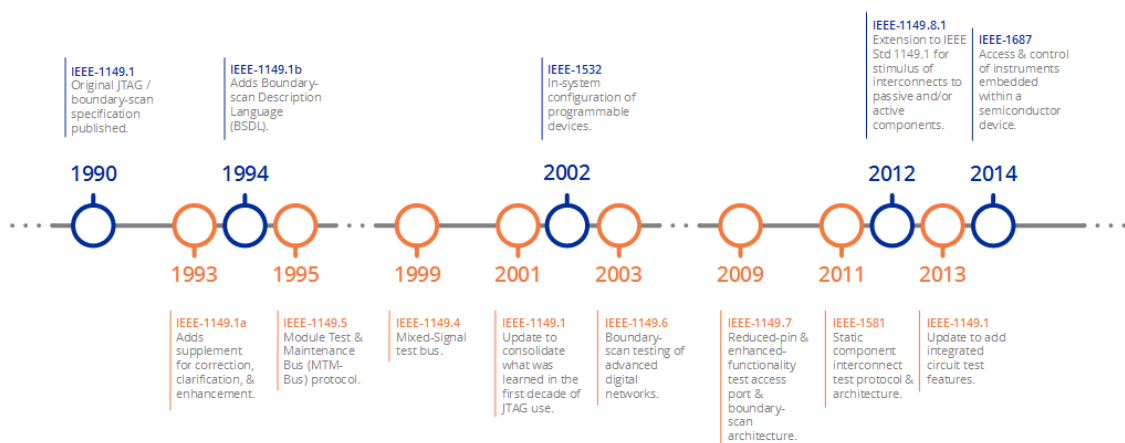 IEEE-1149.1
Original JTAG /
boundary-scan
specification
published.
IEEE-1149.1b
Adds Boundary-
scan Description
Language
(BSDL).
IEEE-1532
In-system
configuration of
programmable
devices.
IEEE-1149.8.1
Extension to IEEE
Std 1149.1 for
stimulus of
interconnects to
passive and/or
active
components.
IEEE-1687
Access & control
of instruments
embedded
within a
semiconductor
device.
1990
1994
2002
2012
2014
1993
1995
1999
2001
2003
2009
2011
2013
IEEE-1149.1a
Adds
supplement
for correction,
clarification, &
enhancement.
IEEE-1149.5
Module Test &
Maintenance
Bus (MTM-
Bus) protocol.
IEEE-1149.4
Mixed-Signal
test bus.
IEEE-1149.1
Update to
consolidate
what was
learned in the
first decade of
JTAG use.
IEEE-1149.6
Boundary-
scan testing of
advanced
digital
networks.
IEEE-1149.7
Reduced-pin &
enhanced-
functionality
test access
port &
boundary-
scan
architecture.
IEEE-1581
Static
component
interconnect
test protocol &
architecture.
IEEE-1149.1
Update to add
integrated
circuit test
features.